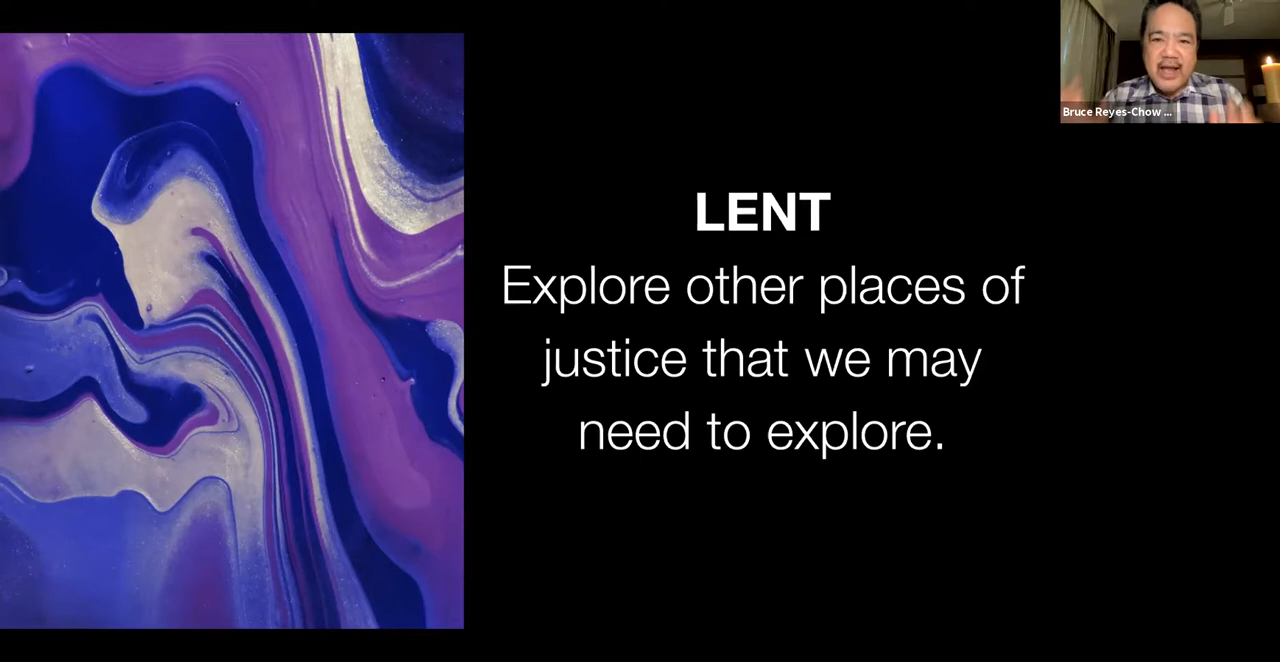 Bruce Reyes-Chow ...
LENT
Explore other places of
justice that we may
need to explore.